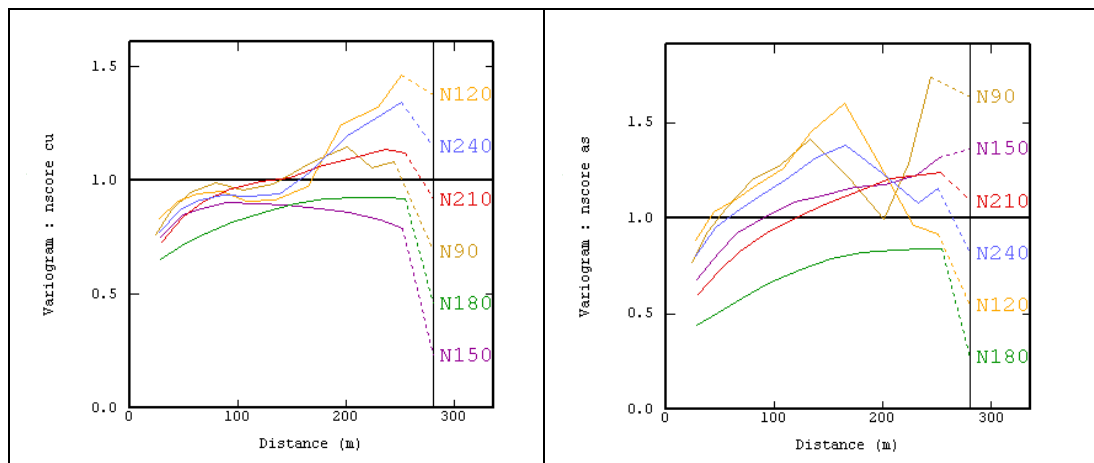 Variogram : nscore cu
1.5
1.0
0.5
0.0
0
100
200
300
Distance (m)
N120
N240
N210
N90
N180
N150
Variogram : nscore as
1.5
1.0
0.5
0.0
0
100
200
300
Distance (m)
N90
N150
N210
N240
N120
N180